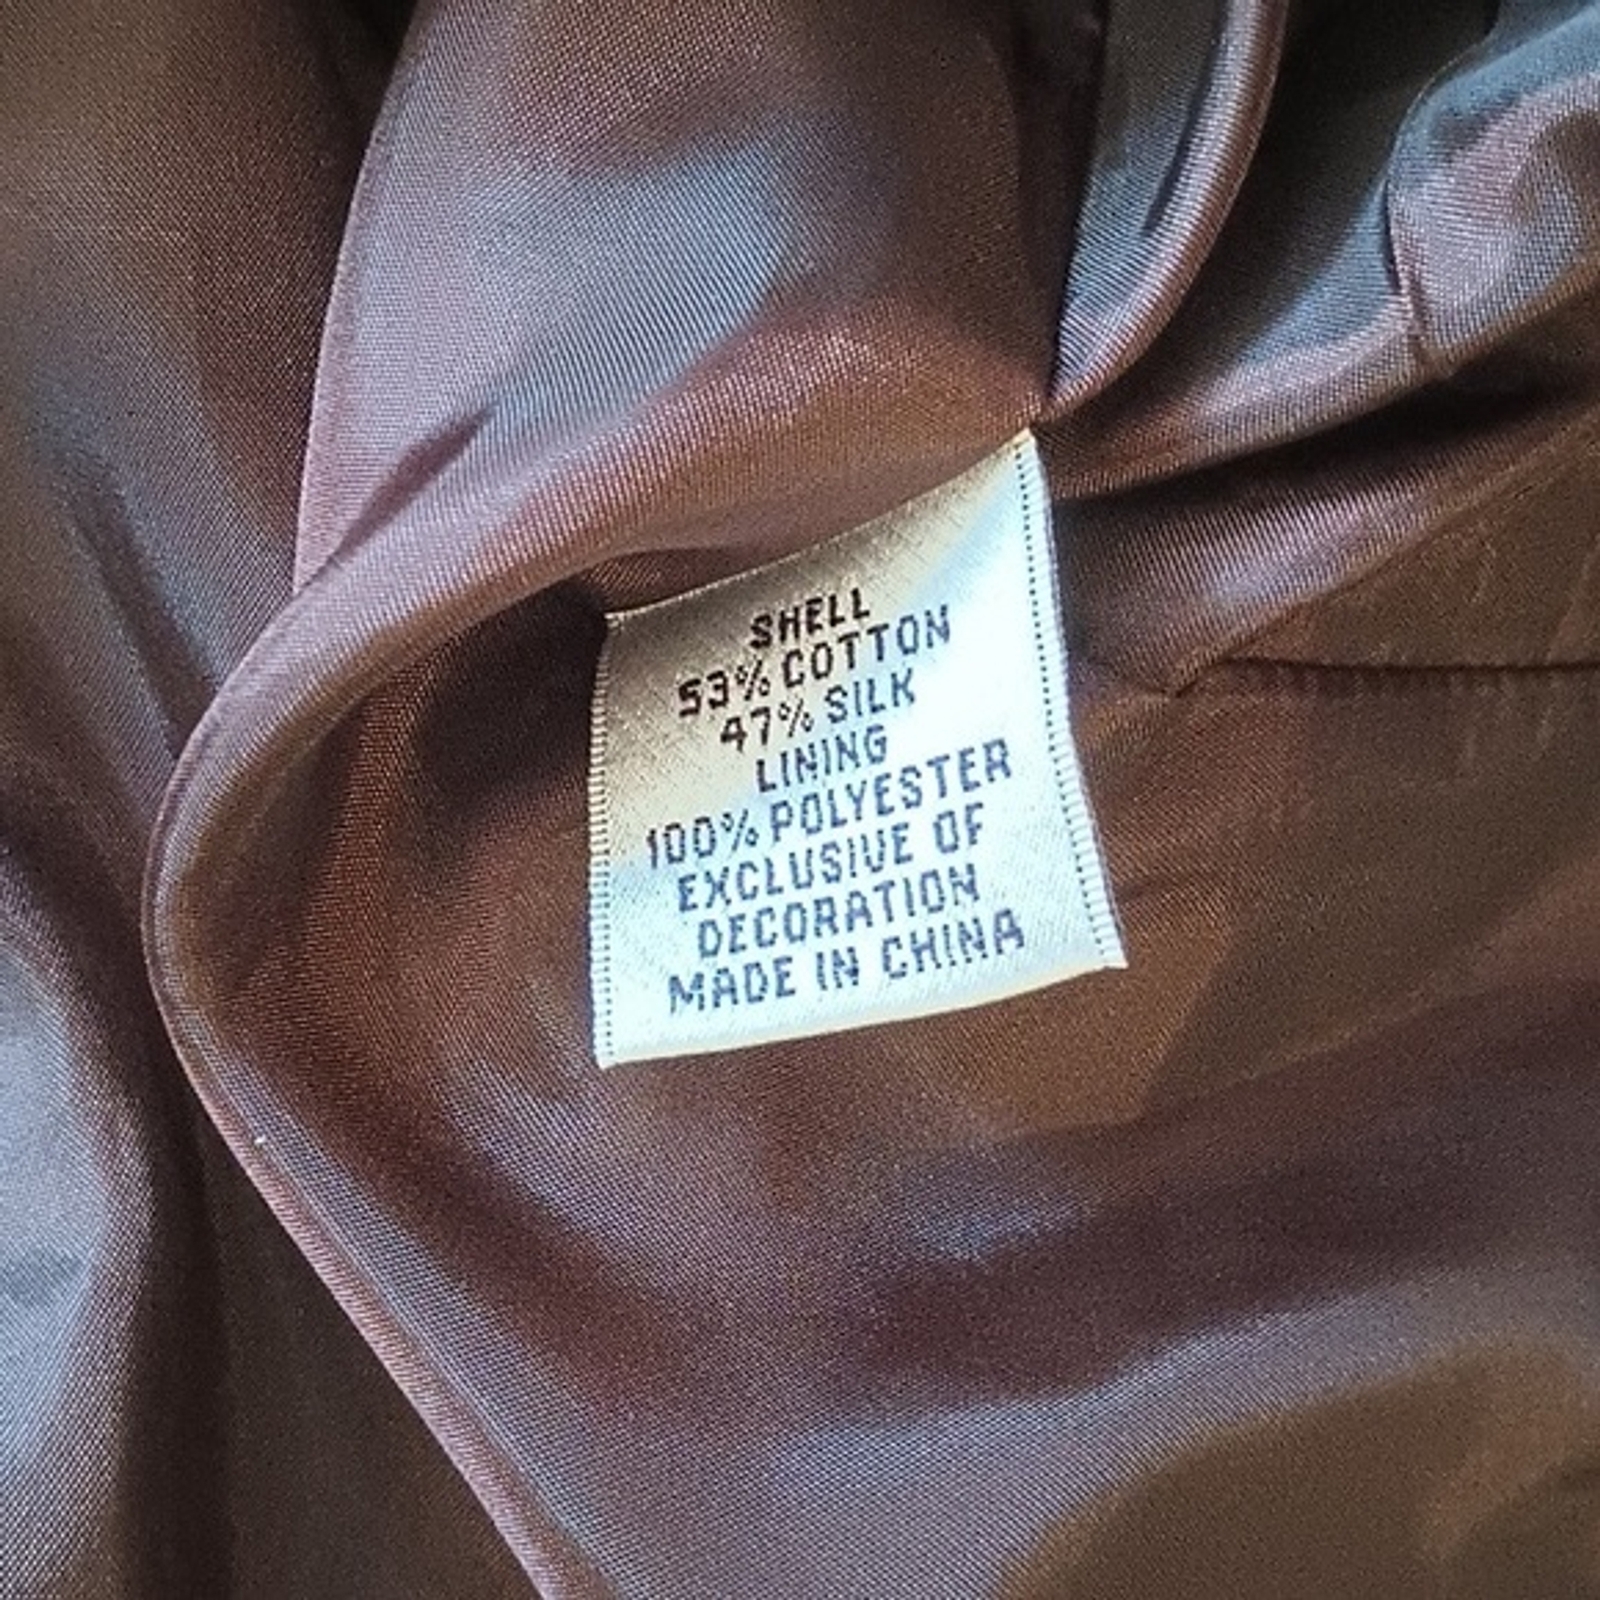 SHELL
53% COTTON
47% SILK
LINING
100% POLYESTER
EXCLUSIVE OF
DECORATION
MADE IN CHINA